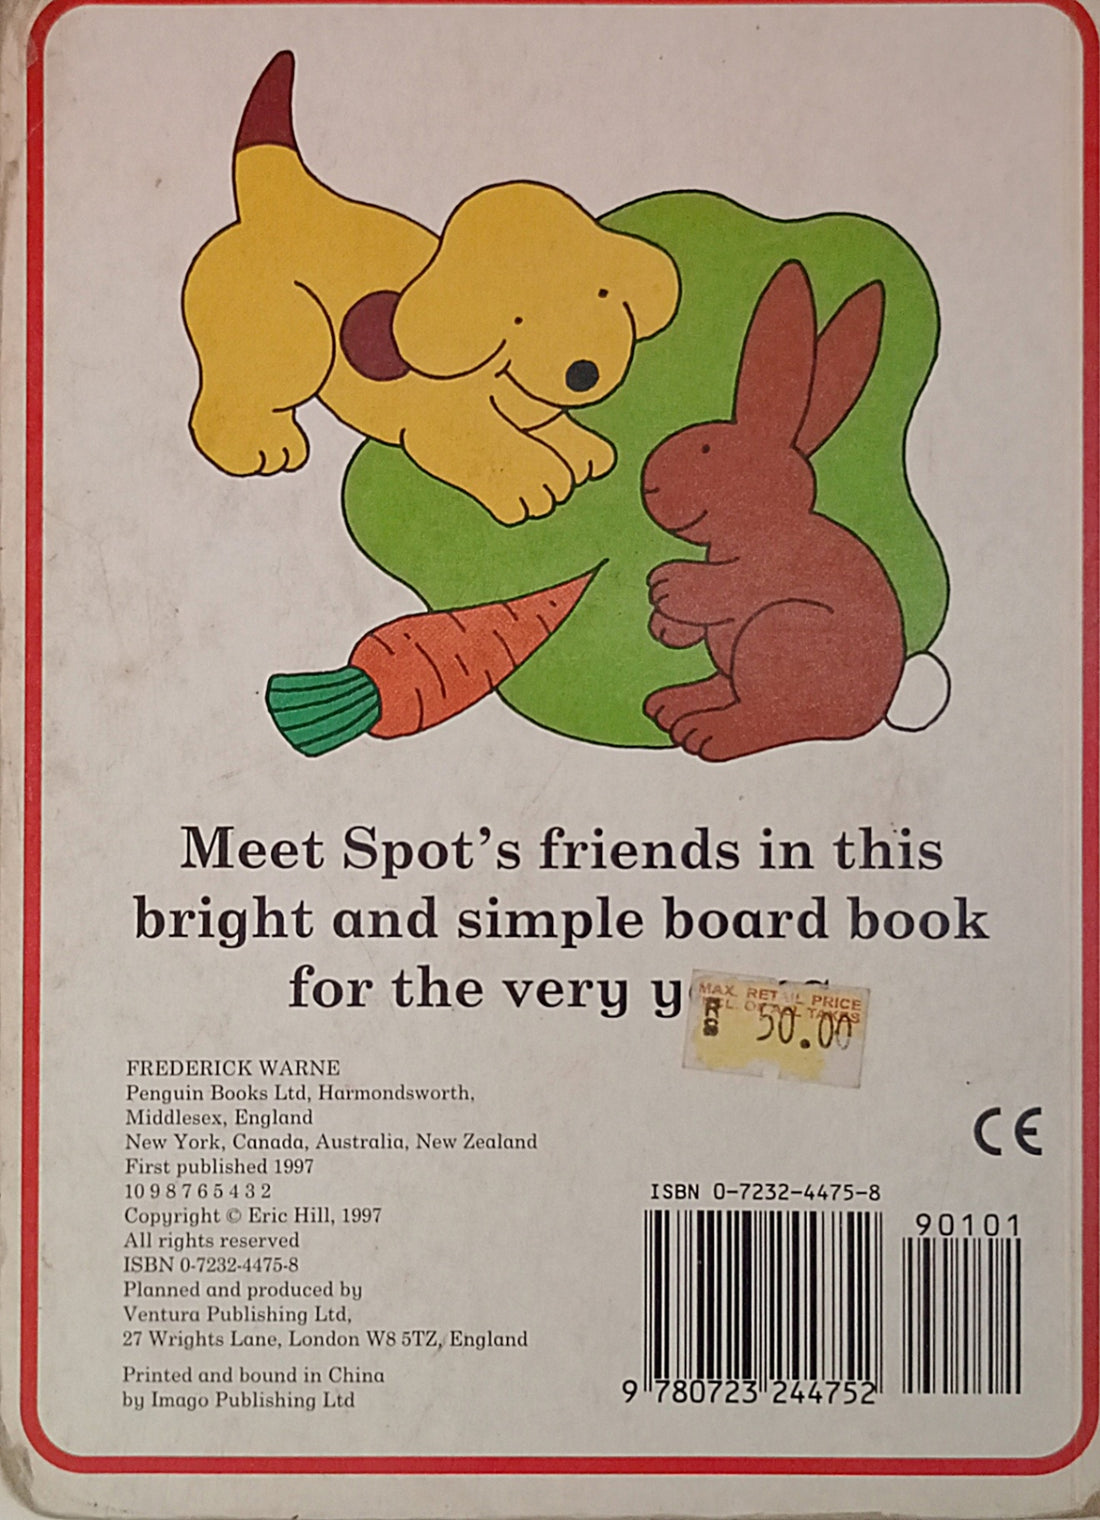 Meet Spot's friends in this
bright and simple board book
for the very
MAX. RETAIL PRICE
OF ALL TAXES
RS 50.00
FREDERICK WARNE
Penguin Books Ltd, Harmondsworth,
Middlesex, England
New York, Canada, Australia, New Zealand
First published 1997
10 9 8 7 6 5 4 3 2
Copyright © Eric Hill, 1997
All rights reserved
ISBN 0-7232-4475-8
Planned and produced by
Ventura Publishing Ltd,
27 Wrights Lane, London W8 5TZ, England
Printed and bound in China
by Imago Publishing Ltd
CE
ISBN 0-7232-4475-8
90101
9 780723 244752